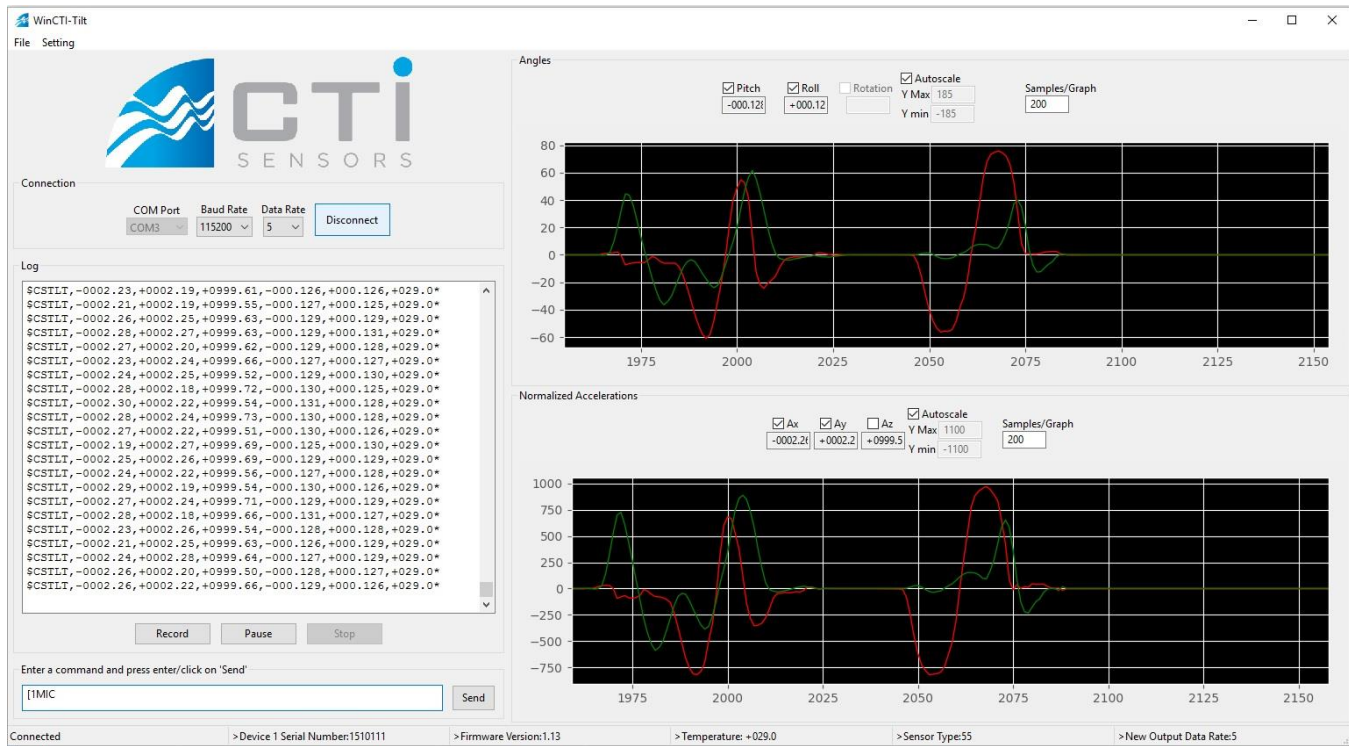 WinCTI-Tilt
File Setting
CTi
SENSORS
Connection
COM Port Baud Rate Data Rate
COM3 115200 5 Disconnect
Log
$CSTLT,-0002.23,+0002.19,+0999.61,-000.126,+000.126,+029.0*
$CSTLT,-0002.21,+0002.19,+0999.55,-000.127,+000.125,+029.0*
$CSTLT,-0002.26,+0002.25,+0999.63,-000.129,+000.129,+029.0*
$CSTLT,-0002.28,+0002.27,+0999.63,-000.129,+000.131,+029.0*
$CSTLT,-0002.27,+0002.20,+0999.62,-000.129,+000.128,+029.0*
$CSTLT,-0002.23,+0002.24,+0999.66,-000.127,+000.127,+029.0*
$CSTLT,-0002.24,+0002.25,+0999.52,-000.129,+000.130,+029.0*
$CSTLT,-0002.28,+0002.18,+0999.72,-000.130,+000.125,+029.0*
$CSTLT,-0002.30,+0002.22,+0999.54,-000.131,+000.128,+029.0*
$CSTLT,-0002.28,+0002.24,+0999.73,-000.130,+000.128,+029.0*
$CSTLT,-0002.27,+0002.22,+0999.51,-000.130,+000.126,+029.0*
$CSTLT,-0002.19,+0002.27,+0999.69,-000.125,+000.130,+029.0*
$CSTLT,-0002.25,+0002.26,+0999.69,-000.129,+000.129,+029.0*
$CSTLT,-0002.24,+0002.22,+0999.56,-000.127,+000.128,+029.0*
$CSTLT,-0002.29,+0002.19,+0999.54,-000.130,+000.126,+029.0*
$CSTLT,-0002.27,+0002.24,+0999.71,-000.129,+000.129,+029.0*
$CSTLT,-0002.28,+0002.18,+0999.66,-000.131,+000.127,+029.0*
$CSTLT,-0002.23,+0002.26,+0999.54,-000.128,+000.128,+029.0*
$CSTLT,-0002.21,+0002.25,+0999.63,-000.126,+000.129,+029.0*
$CSTLT,-0002.24,+0002.28,+0999.64,-000.127,+000.129,+029.0*
$CSTLT,-0002.26,+0002.20,+0999.50,-000.128,+000.127,+029.0*
$CSTLT,-0002.26,+0002.22,+0999.66,-000.129,+000.126,+029.0*
Record Pause Stop
Enter a command and press enter/click on 'Send'
[1MIC Send
Angles
Pitch Roll Rotation Autoscale Samples/Graph
-000.128 +000.12 Y Max 185 200
Y min -185
80
60
40
20
0
-20
-40
-60
1975 2000 2025 2050 2075 2100 2125 2150
Normalized Accelerations
Ax Ay Az Autoscale Samples/Graph
-0002.26 +0002.2 +0999.5 Y Max 1100 200
Y min -1100
1000
750
500
250
0
-250
-500
-750
1975 2000 2025 2050 2075 2100 2125 2150
Connected >Device 1 Serial Number:1510111 >Firmware Version:1.13 >Temperature: +029.0 >Sensor Type:55 >New Output Data Rate:5